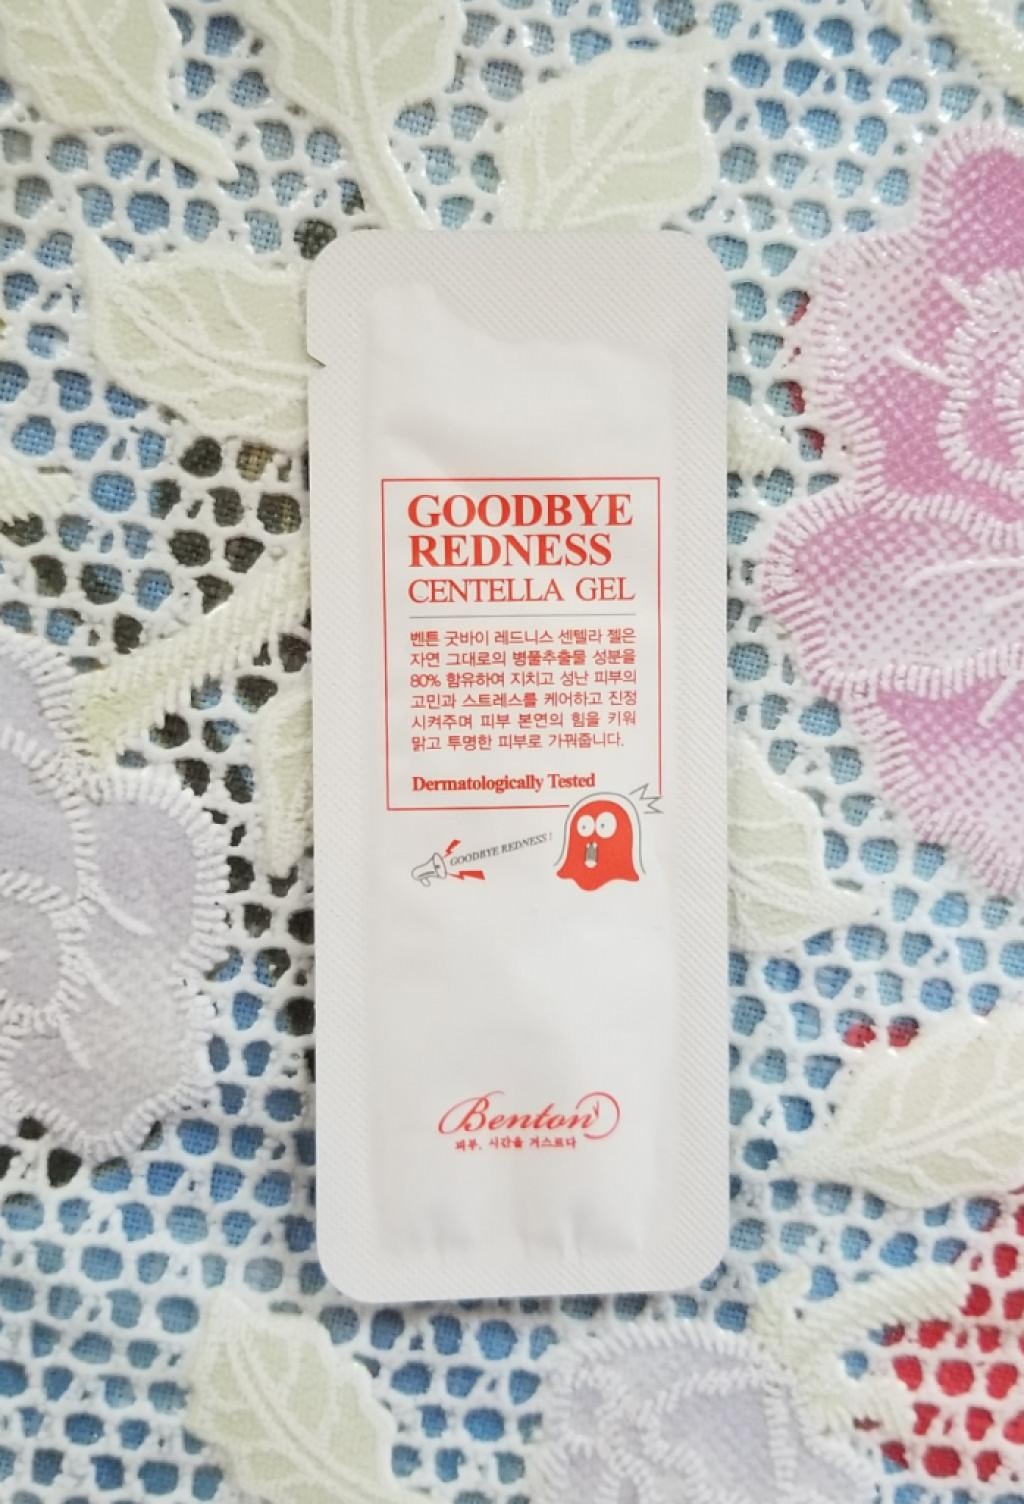 GOODBYE
REDNESS
CENTELLA GEL
벤튼 굿바이 레드니스 센텔라 젤은
자연 그대로의 병풀추출물 성분을
80% 함유하여 지치고 성난 피부의
고민과 스트레스를 케어하고 진정
시켜주며 피부 본연의 힘을 키워
맑고 투명한 피부로 가꿔줍니다.
Dermatologically Tested
GOODBYE REDNESS!
Benton
피부, 시간을 거스르다